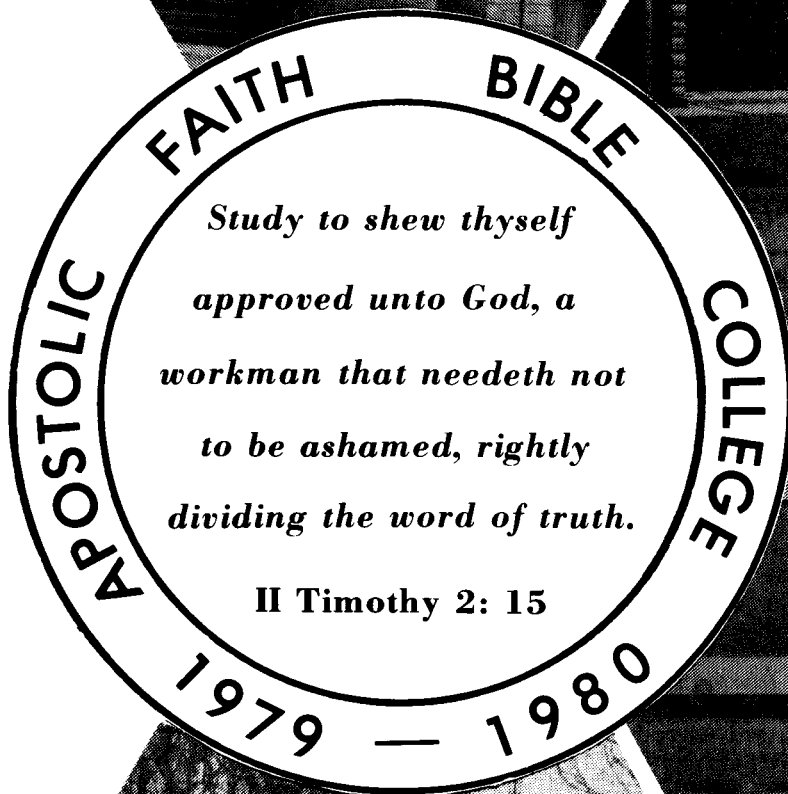 APOSTOLIC FAITH BIBLE COLLEGE
Study to shew thyself
approved unto God, a
workman that needeth not
to be ashamed, rightly
dividing the word of truth.
II Timothy 2: 15
1979 — 1980